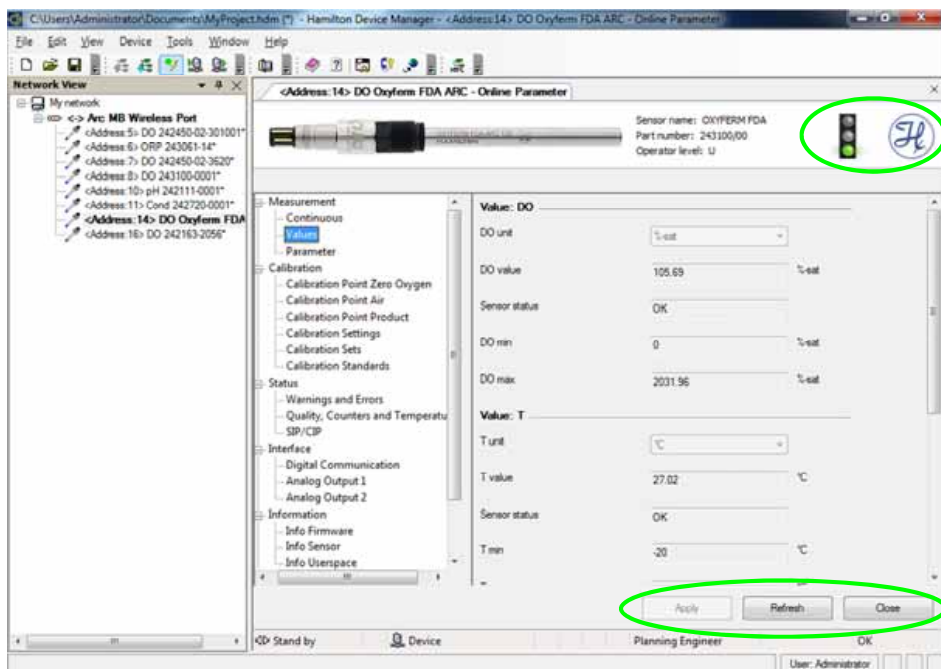 C:\Users\Administrator\Documents\MyProject.hdm (*) - Hamilton Device Manager - <Address:14> DO Oxyferm FDA ARC - Online Parameter
File Edit View Device Tools Window Help
Network View
My network
<-> Arc MB Wireless Port
<Address:5> DO 242450-02-301001*
<Address:6> ORP 243061-14*
<Address:7> DO 242450-02-3620*
<Address:8> DO 243100-0001*
<Address:10> pH 242111-0001*
<Address:11> Cond 242720-0001*
<Address:14> DO Oxyferm FDA
<Address:16> DO 242163-2056*
<Address:14> DO Oxyferm FDA ARC - Online Parameter
Sensor name: OXYFERM FDA
Part number: 243100/00
Operator level: U
Measurement
Continuous
Values
Parameter
Calibration
Calibration Point Zero Oxygen
Calibration Point Air
Calibration Point Product
Calibration Settings
Calibration Sets
Calibration Standards
Status
Warnings and Errors
Quality, Counters and Temperatu
SIP/CIP
Interface
Digital Communication
Analog Output 1
Analog Output 2
Information
Info Firmware
Info Sensor
Info Userspace
Value: DO
DO unit %-sat
DO value 105.69 %-sat
Sensor status OK
DO min 0 %-sat
DO max 2031.96 %-sat
Value: T
T unit °C
T value 27.02 °C
Sensor status OK
T min -20 °C
Apply Refresh Close
Stand by Device Planning Engineer OK
User: Administrator